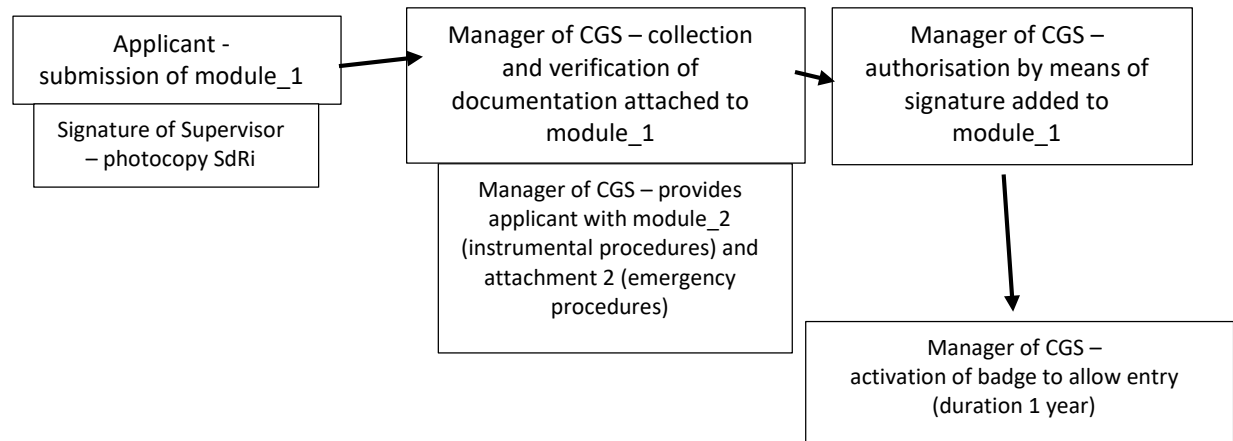 Applicant -
submission of module_1
Signature of Supervisor
– photocopy SdRi
Manager of CGS – collection
and verification of
documentation attached to
module_1
Manager of CGS – provides
applicant with module_2
(instrumental procedures) and
attachment 2 (emergency
procedures)
Manager of CGS –
authorisation by means of
signature added to
module_1
Manager of CGS –
activation of badge to allow entry
(duration 1 year)